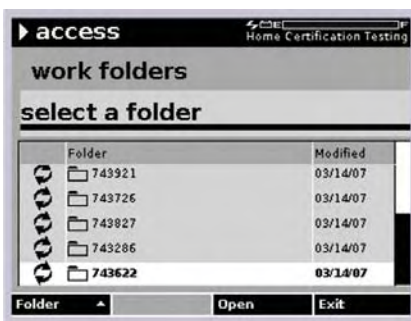 access
E F
Home Certification Testing
work folders
select a folder
Folder Modified
743921 03/14/07
743726 03/14/07
743827 03/14/07
743286 03/14/07
743622 03/14/07
Folder Open Exit